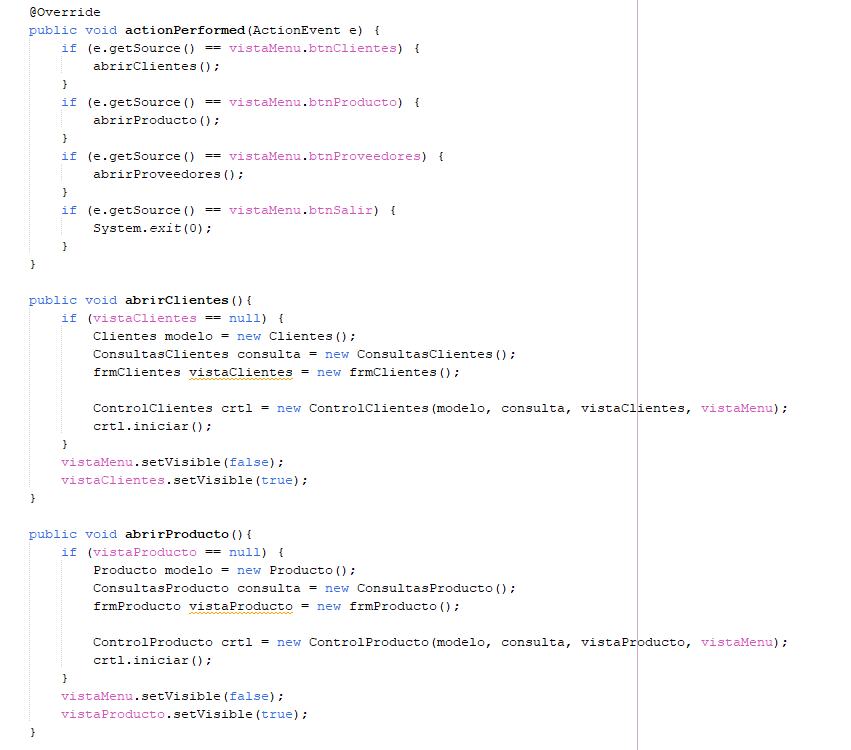 @Override
public void actionPerformed(ActionEvent e) {
    if (e.getSource() == vistaMenu.btnClientes) {
        abrirClientes();
    }
    if (e.getSource() == vistaMenu.btnProducto) {
        abrirProducto();
    }
    if (e.getSource() == vistaMenu.btnProveedores) {
        abrirProveedores();
    }
    if (e.getSource() == vistaMenu.btnSalir) {
        System.exit(0);
    }
}

public void abrirClientes(){
    if (vistaClientes == null) {
        Clientes modelo = new Clientes();
        ConsultasClientes consulta = new ConsultasClientes();
        frmClientes vistaClientes = new frmClientes();

        ControlClientes crtl = new ControlClientes(modelo, consulta, vistaClientes, vistaMenu);
        crtl.iniciar();
    }
    vistaMenu.setVisible(false);
    vistaClientes.setVisible(true);
}

public void abrirProducto(){
    if (vistaProducto == null) {
        Producto modelo = new Producto();
        ConsultasProducto consulta = new ConsultasProducto();
        frmProducto vistaProducto = new frmProducto();

        ControlProducto crtl = new ControlProducto(modelo, consulta, vistaProducto, vistaMenu);
        crtl.iniciar();
    }
    vistaMenu.setVisible(false);
    vistaProducto.setVisible(true);
}